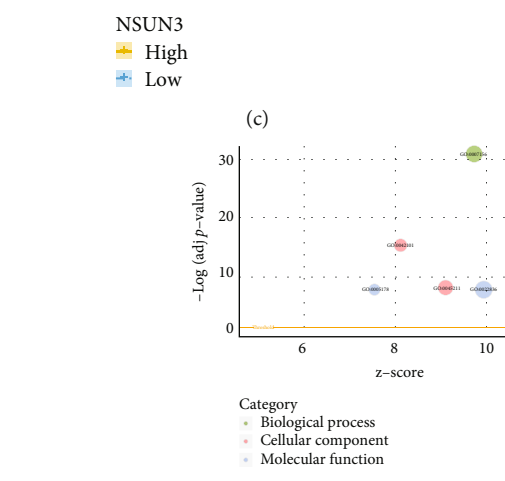 NSUN3
High
Low
(c)
30
20
10
0
–Log (adj p–value)
6 8 10
z–score
Category
Biological process
Cellular component
Molecular function